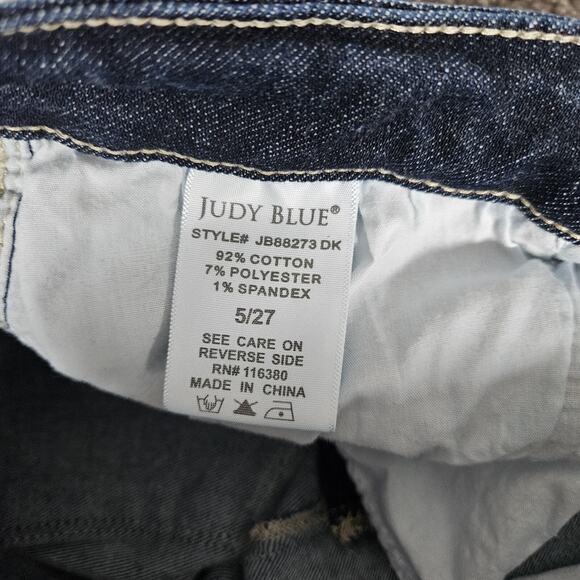 JUDY BLUE®
STYLE# JB88273 DK
92% COTTON
7% POLYESTER
1% SPANDEX
5/27
SEE CARE ON
REVERSE SIDE
RN# 116380
MADE IN CHINA